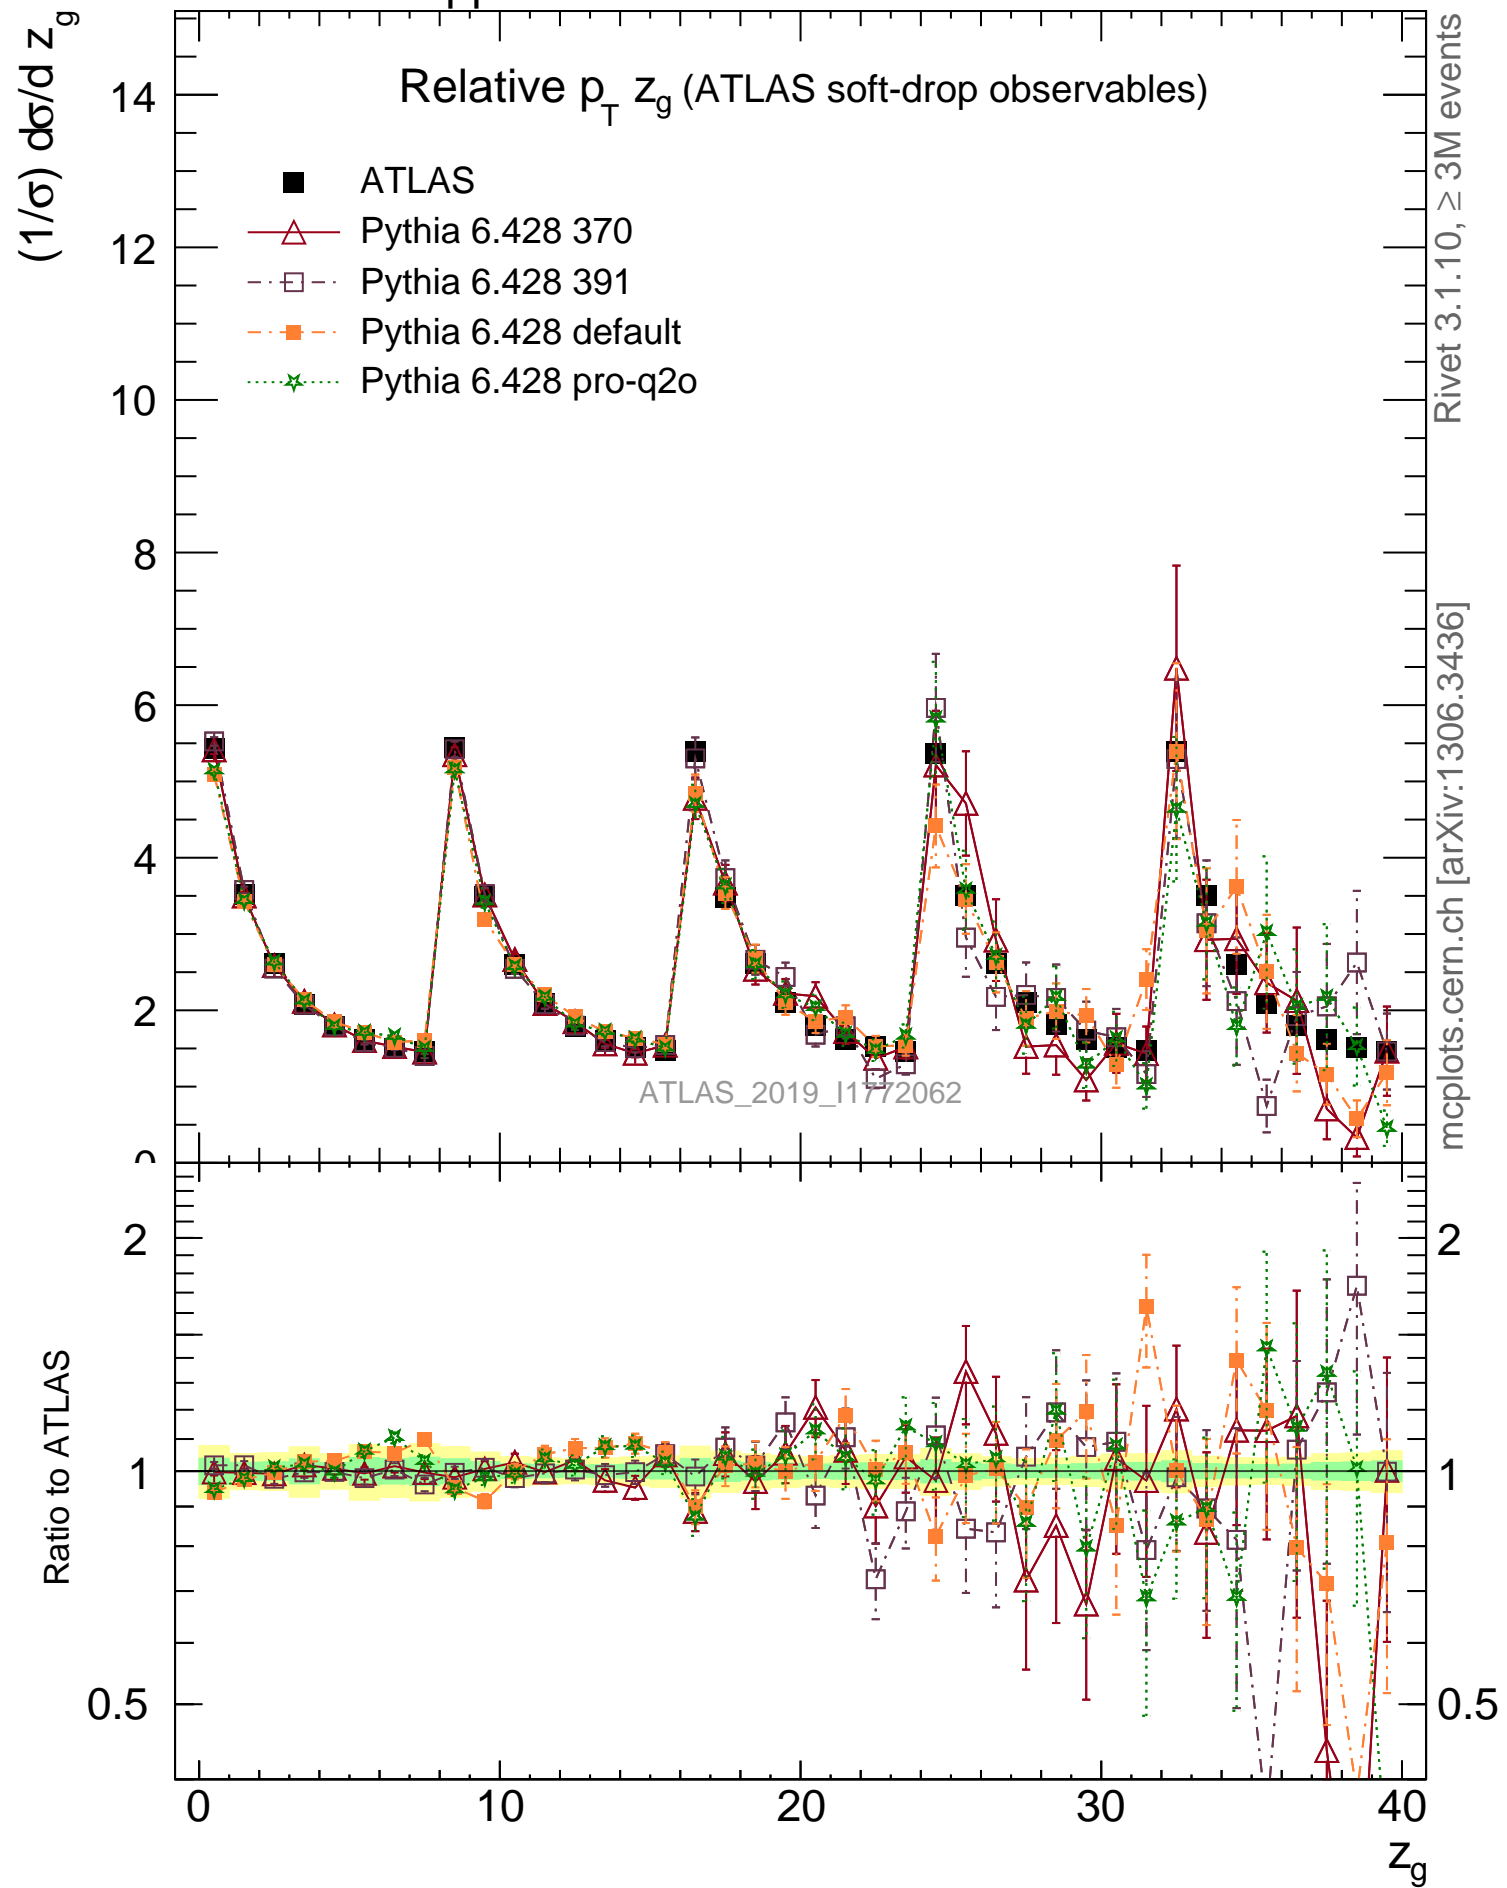 pp
(1/σ) dσ/d z_g
Relative p_T z_g (ATLAS soft-drop observables)
ATLAS
Pythia 6.428 370
Pythia 6.428 391
Pythia 6.428 default
Pythia 6.428 pro-q2o
14
12
10
8
6
4
2
0
ATLAS_2019_I1772062
Rivet 3.1.10, ≥ 3M events
mcplots.cern.ch [arXiv:1306.3436]
Ratio to ATLAS
2
1
0.5
2
1
0.5
0
10
20
30
40
z_g